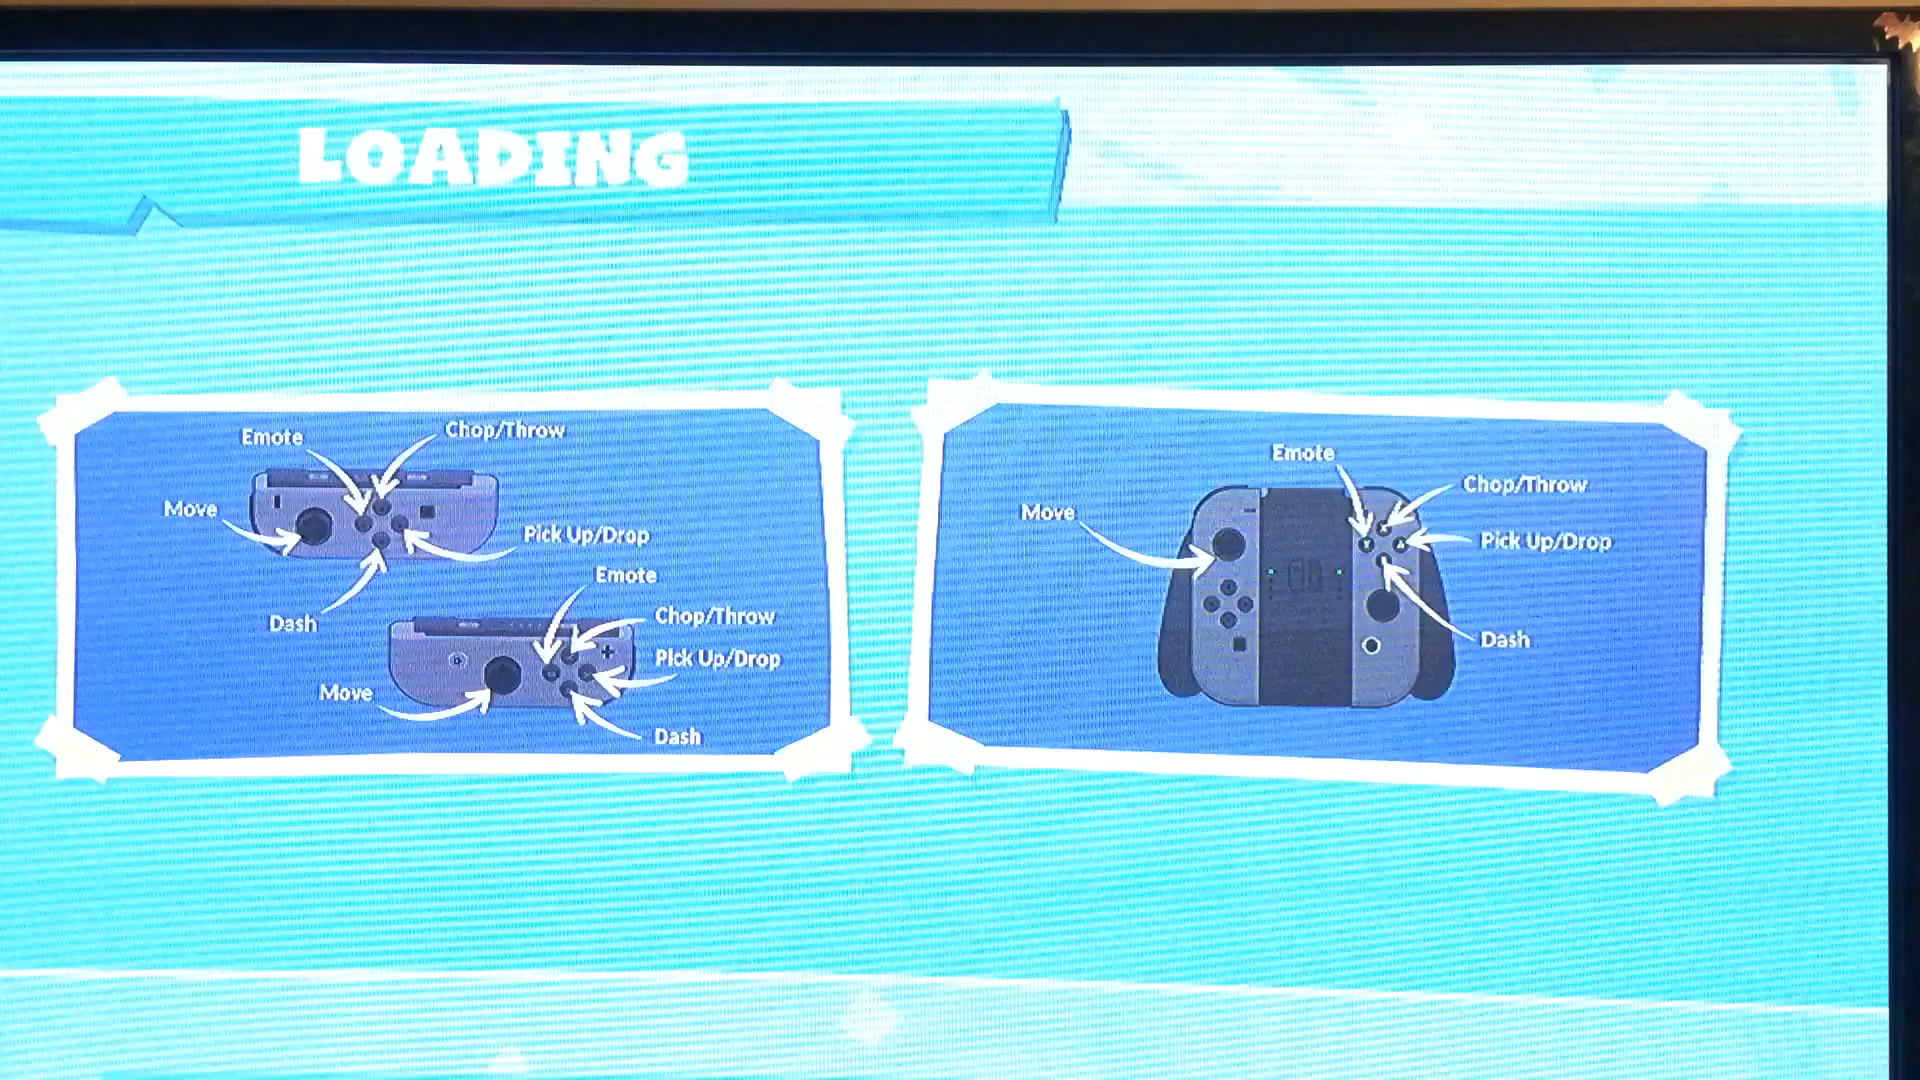 LOADING
Emote
Chop/Throw
Move
Pick Up/Drop
Dash
Emote
Chop/Throw
Pick Up/Drop
Move
Dash
Emote
Chop/Throw
Move
Pick Up/Drop
Dash